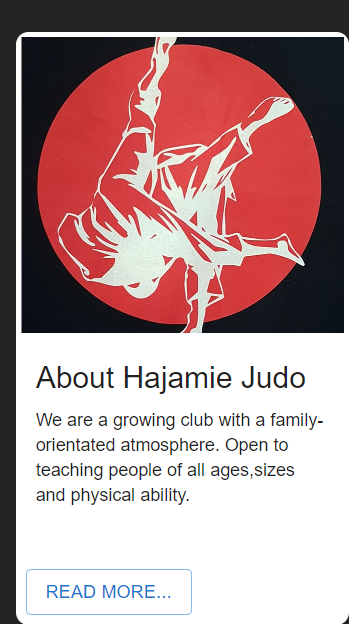 About Hajamie Judo
We are a growing club with a family-
orientated atmosphere. Open to
teaching people of all ages,sizes
and physical ability.
READ MORE...